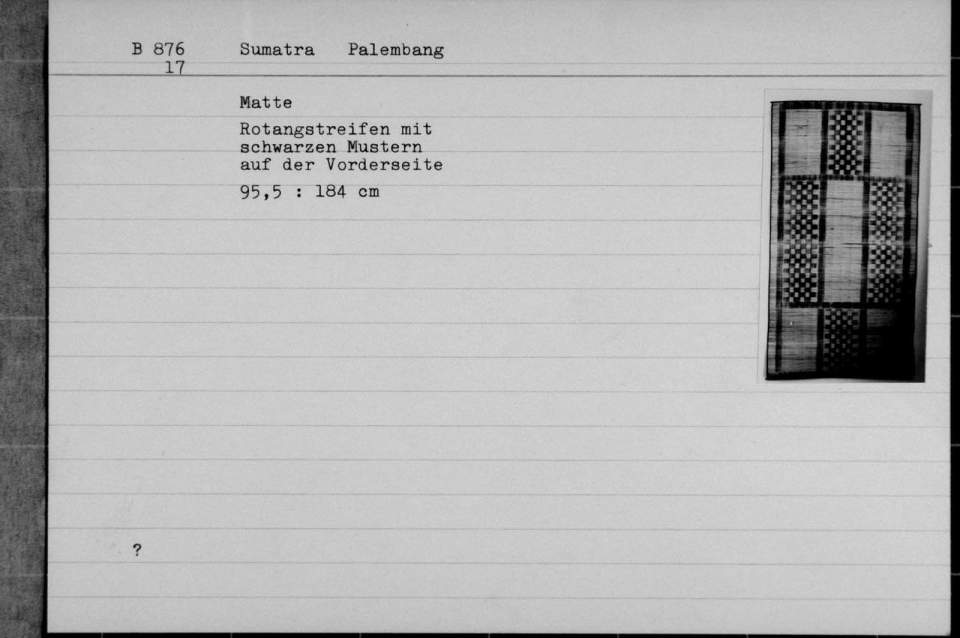 B 876 Sumatra Palembang
17
Matte
Rotangstreifen mit
schwarzen Mustern
auf der Vorderseite
95,5 : 184 cm
?